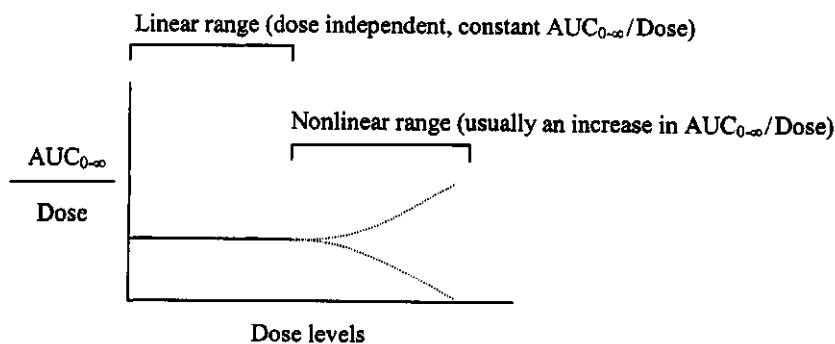 Linear range (dose independent, constant AUC₀₋∞/Dose)
Nonlinear range (usually an increase in AUC₀₋∞/Dose)
AUC₀₋∞
Dose
Dose levels